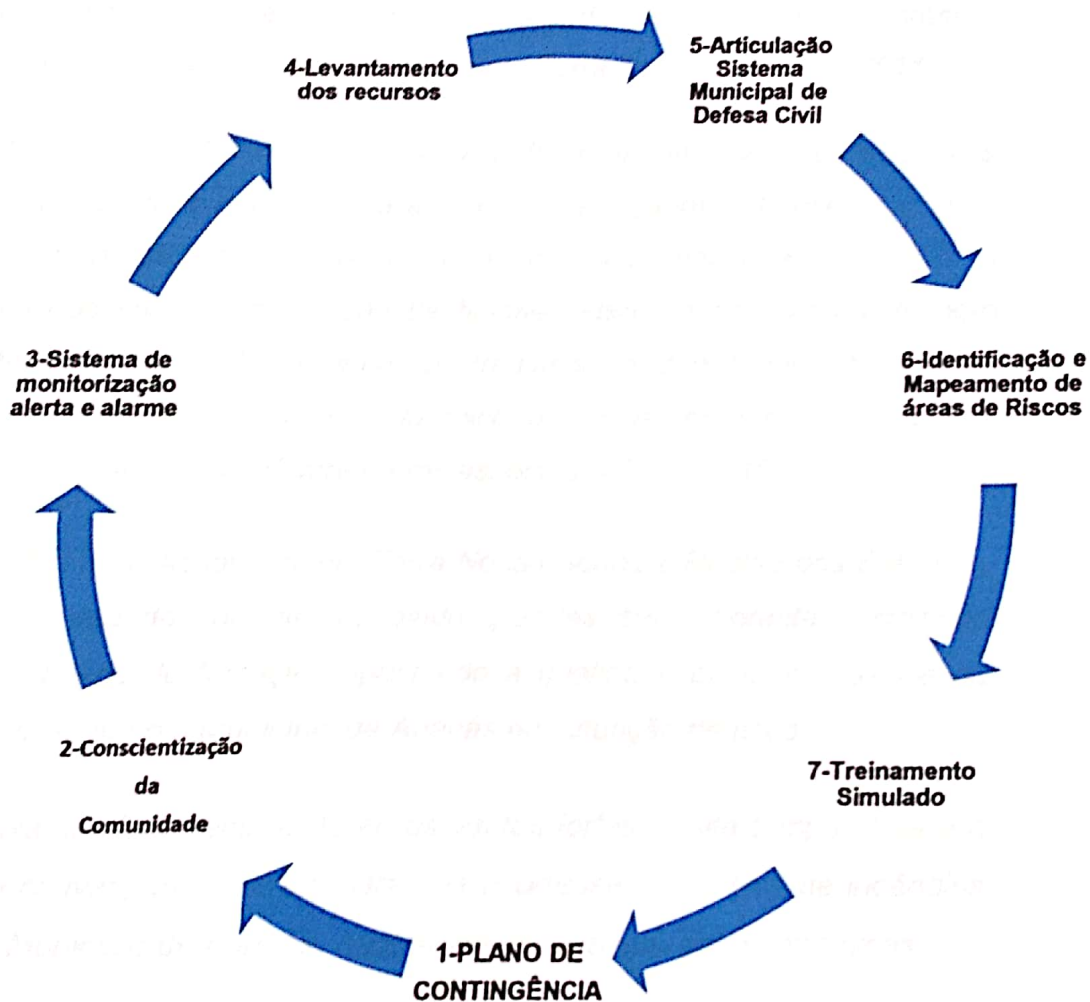 4-Levantamento
dos recursos
5-Articulação
Sistema
Municipal de
Defesa Civil
6-Identificação e
Mapeamento de
áreas de Riscos
7-Treinamento
Simulado
1-PLANO DE
CONTINGÊNCIA
2-Conscientização
da
Comunidade
3-Sistema de
monitorização
alerta e alarme